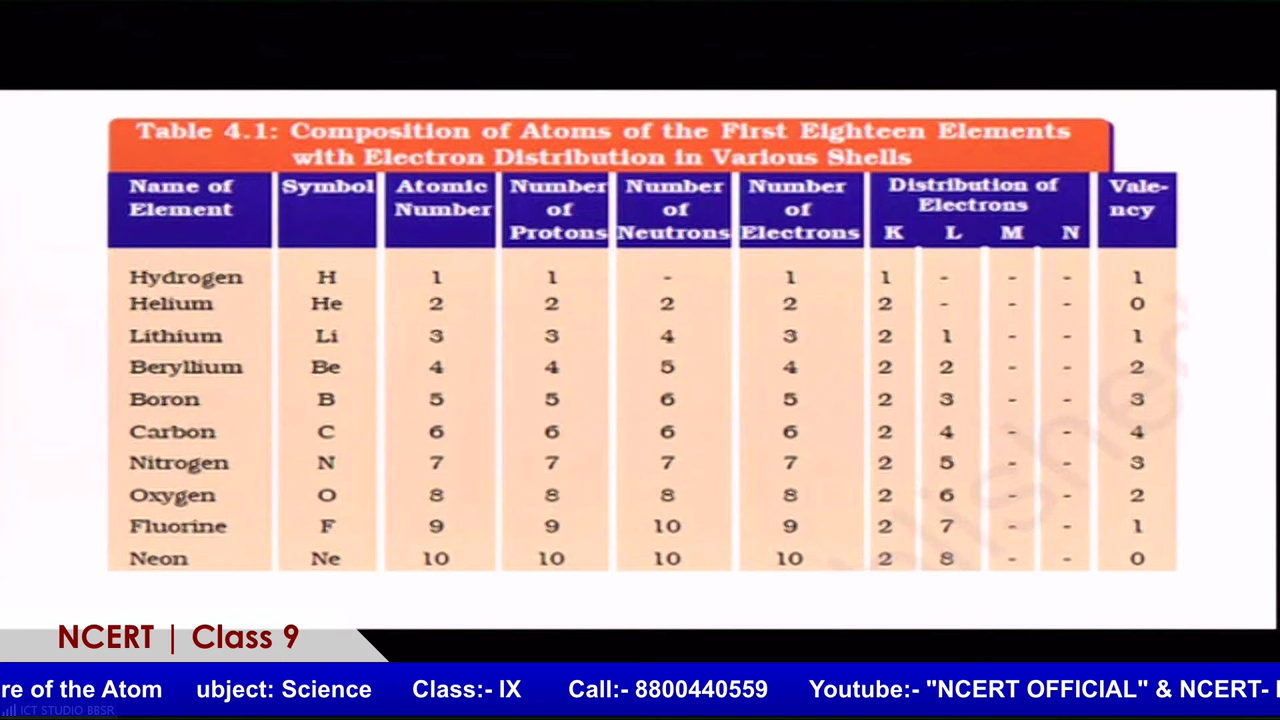 Table 4.1: Composition of Atoms of the First Eighteen Elements
with Electron Distribution in Various Shells
Name of Element Symbol Atomic Number Number of Protons Number of Neutrons Number of Electrons Distribution of Electrons K L M N Vale-ncy
Hydrogen H 1 1 - 1 1 - - - 1
Helium He 2 2 2 2 2 - - - 0
Lithium Li 3 3 4 3 2 1 - - 1
Beryllium Be 4 4 5 4 2 2 - - 2
Boron B 5 5 6 5 2 3 - - 3
Carbon C 6 6 6 6 2 4 - - 4
Nitrogen N 7 7 7 7 2 5 - - 3
Oxygen O 8 8 8 8 2 6 - - 2
Fluorine F 9 9 10 9 2 7 - - 1
Neon Ne 10 10 10 10 2 8 - - 0
NCERT | Class 9
re of the Atom ubject: Science Class:- IX Call:- 8800440559 Youtube:- "NCERT OFFICIAL" & NCERT-
ICT STUDIO BBSR